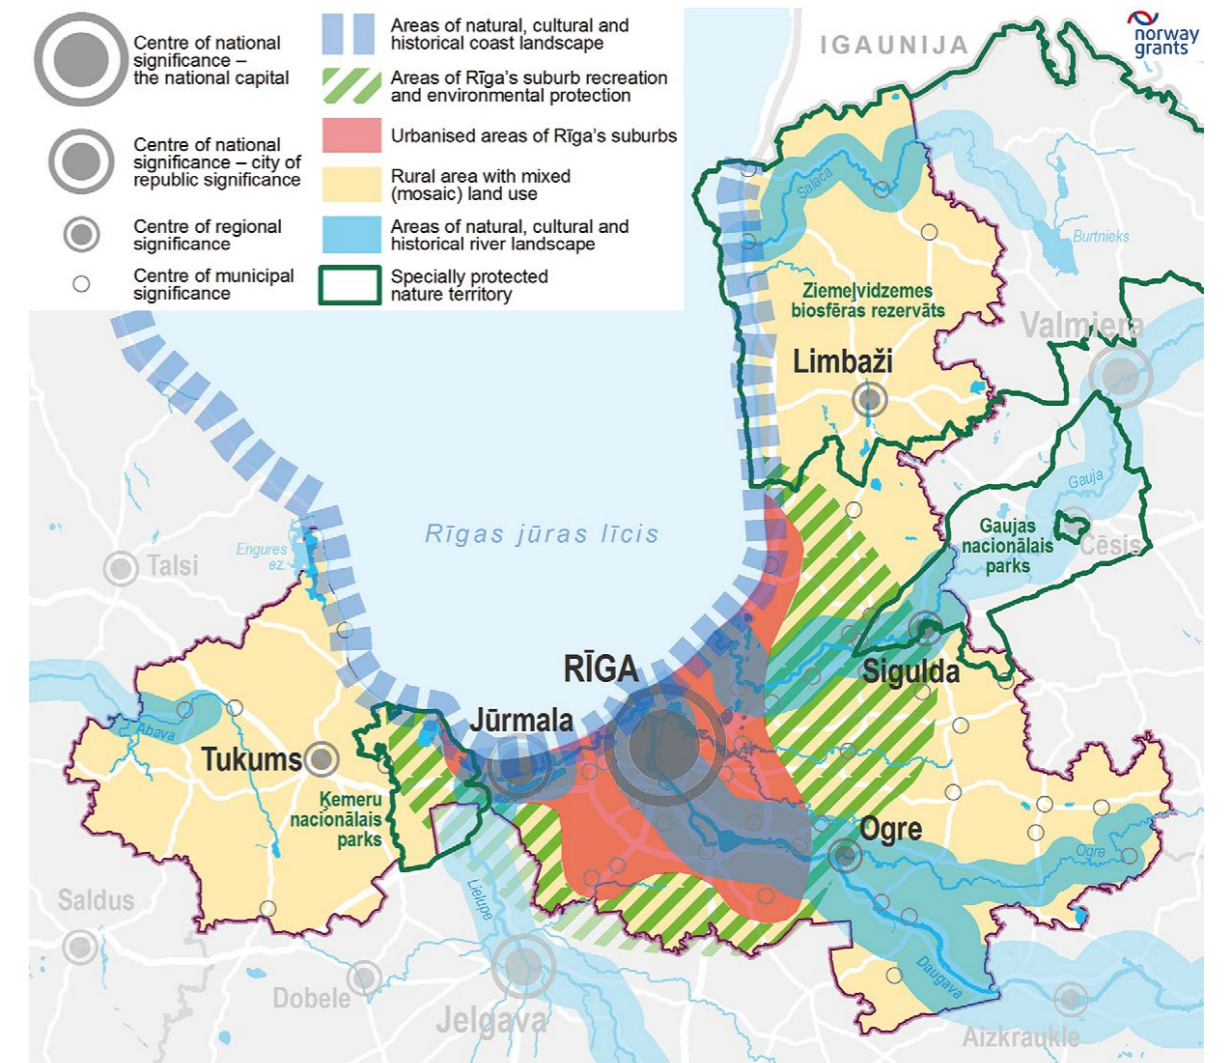 Centre of national
significance –
the national capital
Centre of national
significance – city of
republic significance
Centre of regional
significance
Centre of municipal
significance
Areas of natural, cultural and
historical coast landscape
Areas of Rīga's suburb recreation
and environmental protection
Urbanised areas of Rīga's suburbs
Rural area with mixed
(mosaic) land use
Areas of natural, cultural and
historical river landscape
Specially protected
nature territory
IGAUNIJA
norway
grants
Salaca
Burtnieks
Ziemeļvidzemes
biosfēras rezervāts
Valmiera
Limbaži
Gauja
Rīgas jūras līcis
Gaujas
nacionālais
parks
Cēsis
Engures
ez.
Talsi
RĪGA
Sigulda
Jūrmala
Abava
Tukums
Ķemeru
nacionālais
parks
Ogre
Ogre
Lielupe
Saldus
Daugava
Dobele
Jelgava
Aizkraukle